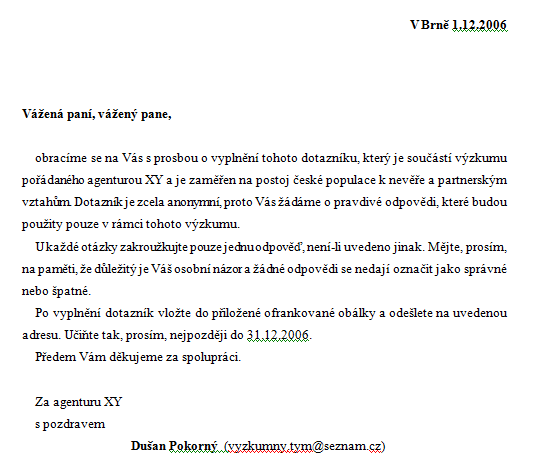 V Brně 1.12.2006
Vážená paní, vážený pane,
obracíme se na Vás s prosbou o vyplnění tohoto dotazníku, který je součástí výzkumu
pořádaného agenturou XY a je zaměřen na postoj české populace k nevěře a partnerským
vztahům. Dotazník je zcela anonymní, proto Vás žádáme o pravdivé odpovědi, které budou
použity pouze v rámci tohoto výzkumu.
U každé otázky zakroužkujte pouze jednu odpověď, není-li uvedeno jinak. Mějte, prosím,
na paměti, že důležitý je Váš osobní názor a žádné odpovědi se nedají označit jako správné
nebo špatné.
Po vyplnění dotazník vložte do přiložené ofrankované obálky a odešlete na uvedenou
adresu. Učiňte tak, prosím, nejpozději do 31.12.2006.
Předem Vám děkujeme za spolupráci.
Za agenturu XY
s pozdravem
Dušan Pokorný (vyzkumny.tym@seznam.cz)